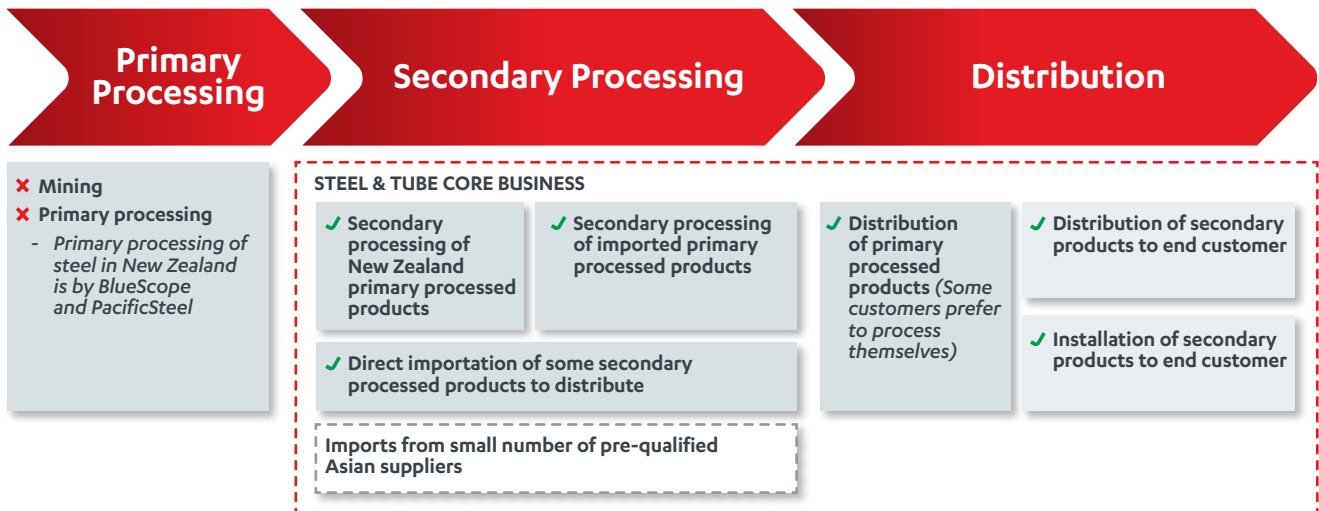 Primary
Processing
Secondary Processing
Distribution
Mining
Primary processing
- Primary processing of
steel in New Zealand
is by BlueScope
and PacificSteel
STEEL & TUBE CORE BUSINESS
Secondary
processing of
New Zealand
primary processed
products
Secondary processing
of imported primary
processed products
Direct importation of some secondary
processed products to distribute
Imports from small number of pre-qualified
Asian suppliers
Distribution
of primary
processed
products (Some
customers prefer
to process
themselves)
Distribution of secondary
products to end customer
Installation of secondary
products to end customer